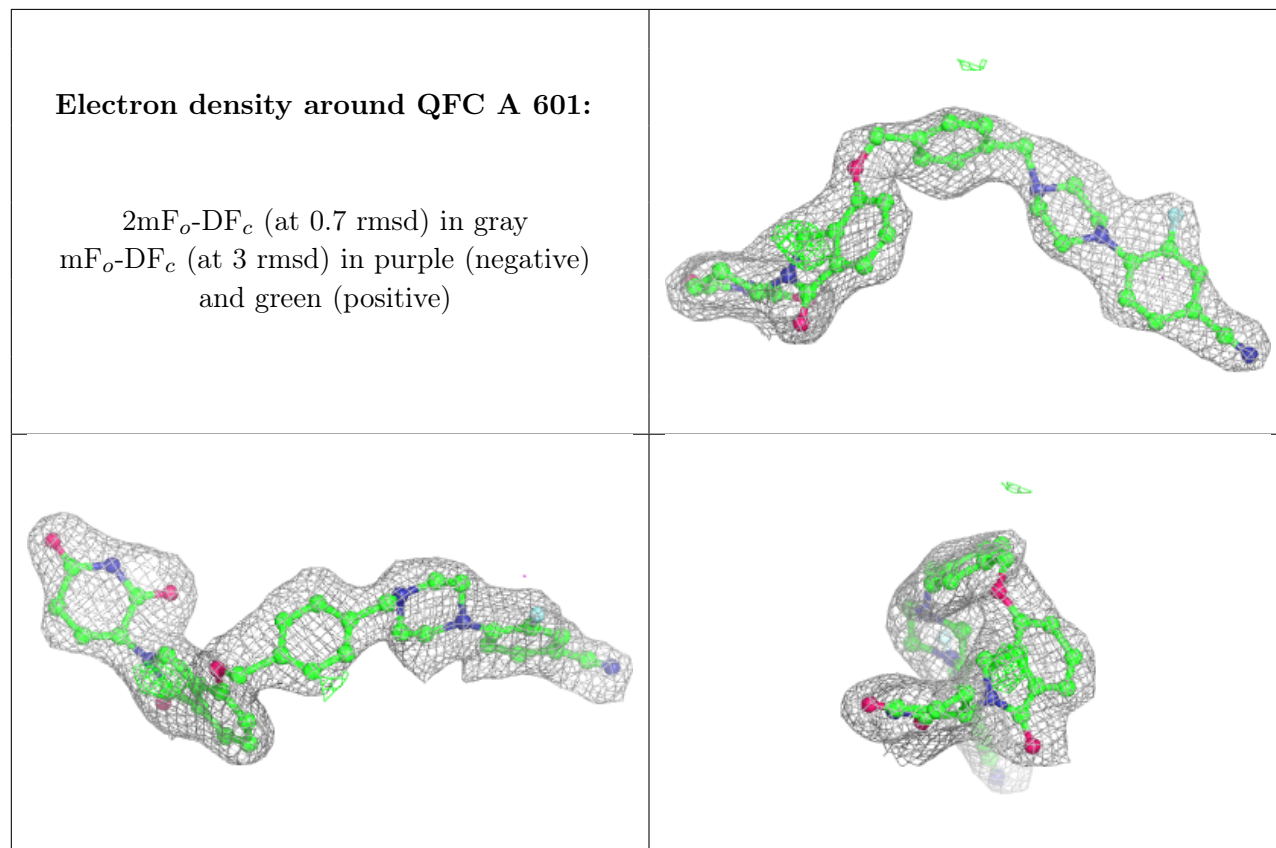 Electron density around QFC A 601:
2mFo-DFc (at 0.7 rmsd) in gray
mFo-DFc (at 3 rmsd) in purple (negative)
and green (positive)